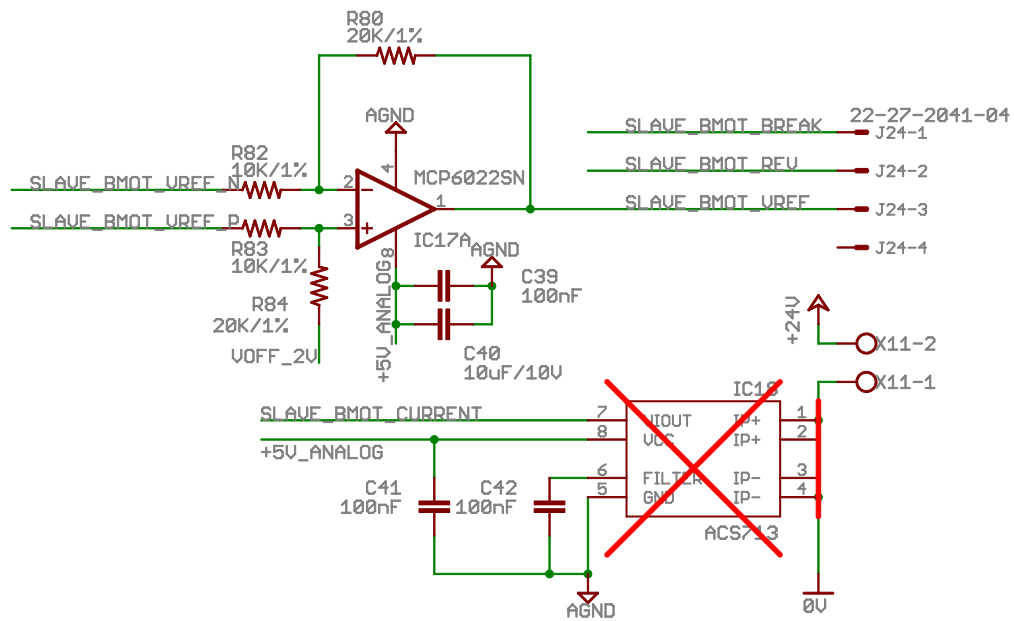 R80
20K/1%
AGND
22-27-2041-04
SLAVE_BMOT_BREAK
J24-1
R82
10K/1%
4
MCP6022SN
SLAVE_BMOT_REV
J24-2
SLAVE_BMOT_VREF_N
2
1
SLAVE_BMOT_VREF
J24-3
SLAVE_BMOT_VREF_P
3
R83
10K/1%
IC17A
AGND
J24-4
8
+5V_ANALOG
C39
100nF
R84
20K/1%
+24V
VOFF_2V
C40
10uF/10V
X11-2
X11-1
IC18
SLAVE_BMOT_CURRENT
7
VIOUT
IP+
1
8
VCC
IP+
2
+5V_ANALOG
6
FILTER
IP-
3
5
GND
IP-
4
C41
100nF
C42
100nF
ACS713
AGND
0V